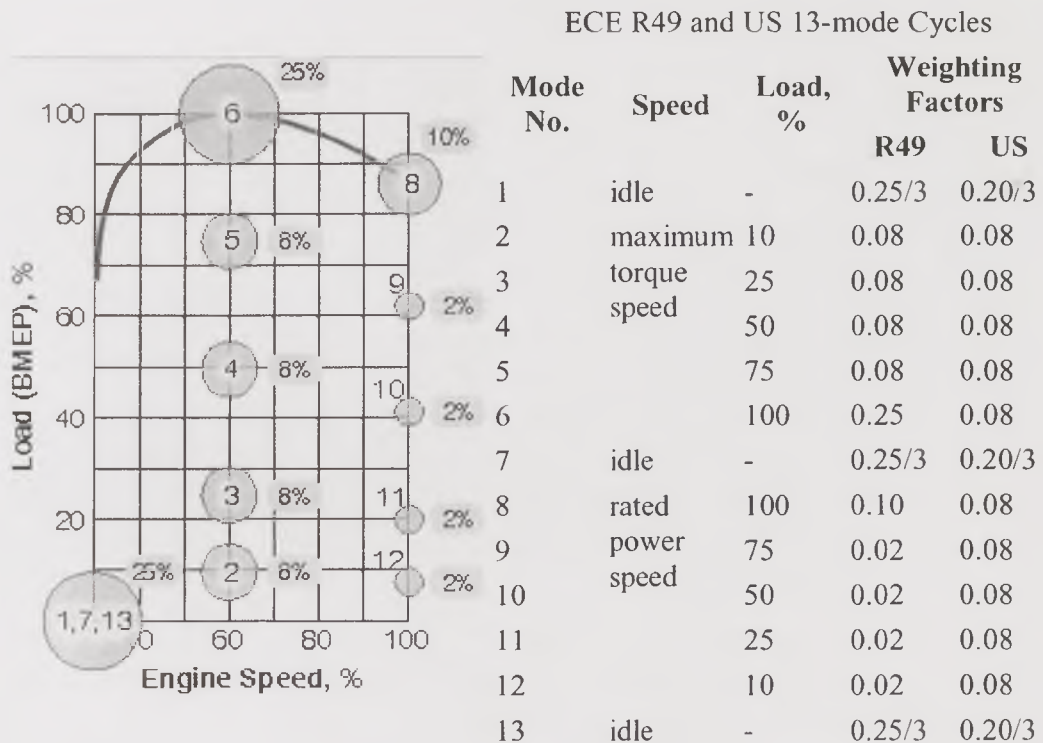 ECE R49 and US 13-mode Cycles
25%
100
6
10%
8
80
5 8%
9
2%
60
4 8%
10
2%
40
3 8%
11
2%
20
12
25%
2 8%
2%
1,7,13
60 80 100
Load (BMEP), %
Engine Speed, %
Mode No. Speed Load, % Weighting Factors
R49 US
1 idle - 0.25/3 0.20/3
2 maximum 10 0.08 0.08
3 torque 25 0.08 0.08
4 speed 50 0.08 0.08
5 75 0.08 0.08
6 100 0.25 0.08
7 idle - 0.25/3 0.20/3
8 rated 100 0.10 0.08
9 power 75 0.02 0.08
10 speed 50 0.02 0.08
11 25 0.02 0.08
12 10 0.02 0.08
13 idle - 0.25/3 0.20/3